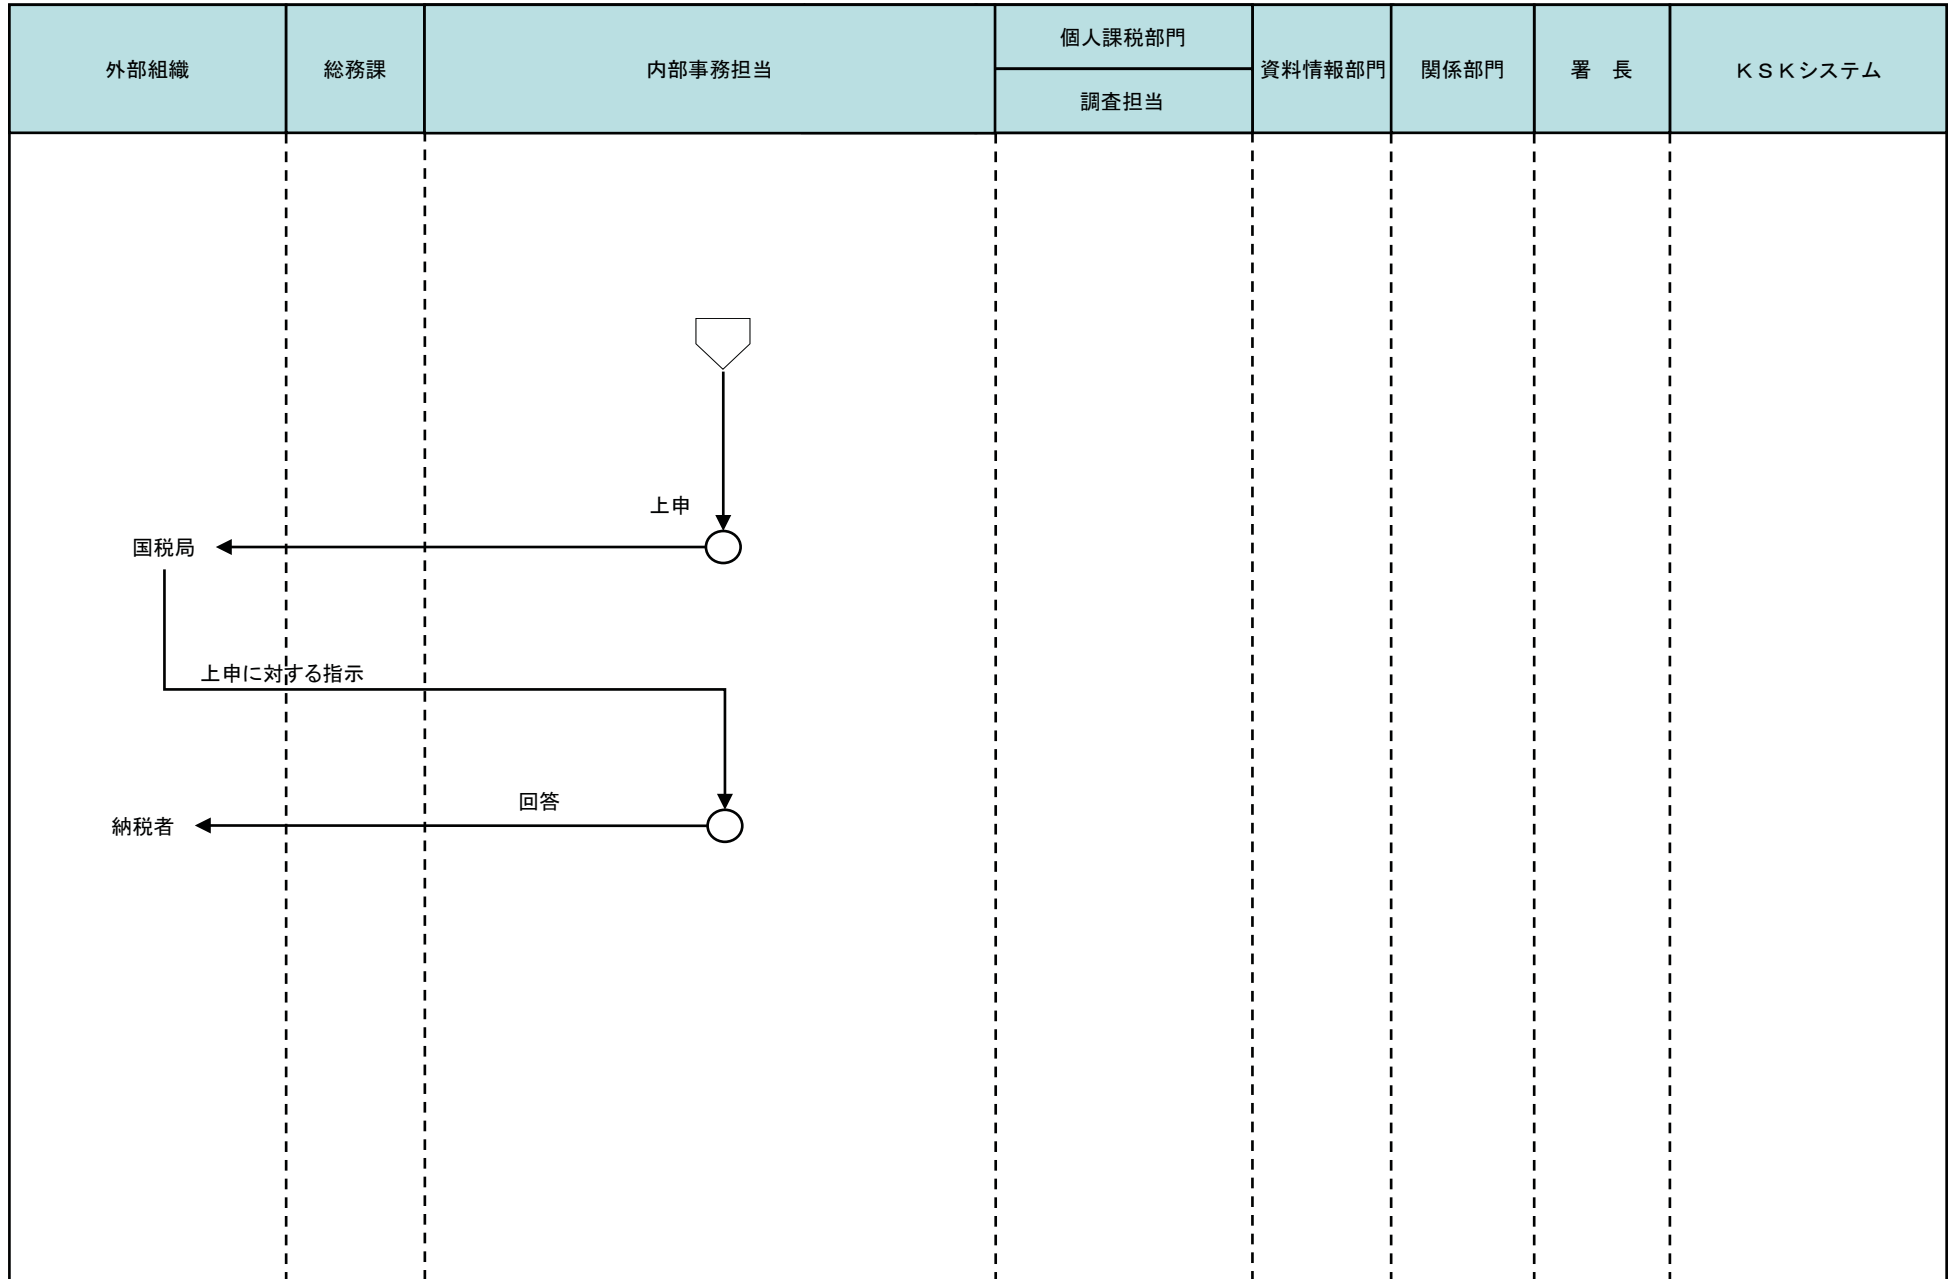 外部組織
総務課
内部事務担当
個人課税部門
調査担当
資料情報部門
関係部門
署　長
ＫＳＫシステム
上申
国税局
上申に対する指示
回答
納税者